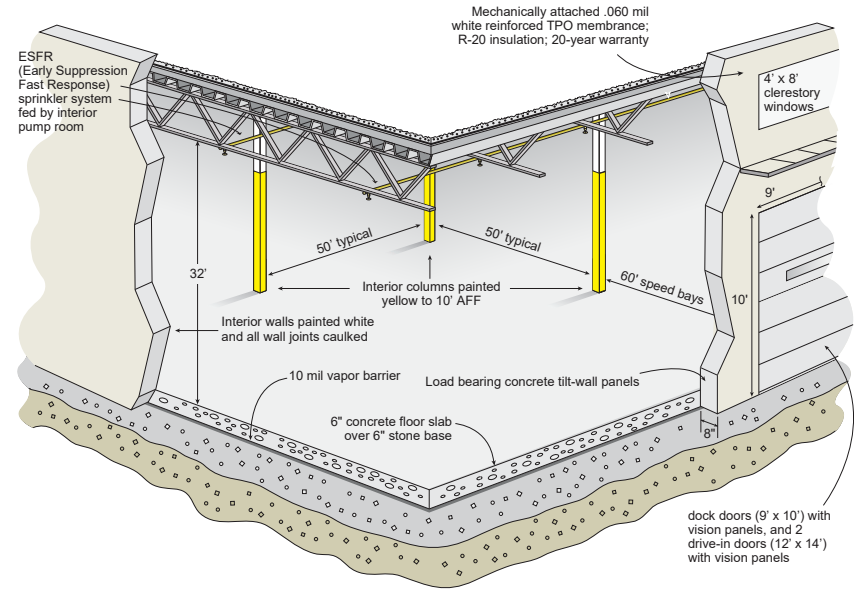 Mechanically attached .060 mil
white reinforced TPO membrance;
R-20 insulation; 20-year warranty
ESFR
(Early Suppression
Fast Response)
sprinkler system
fed by interior
pump room
4’ x 8’
clerestory
windows
9’
50’ typical
50’ typical
32’
Interior columns painted
yellow to 10’ AFF
60’ speed bays
10’
Interior walls painted white
and all wall joints caulked
10 mil vapor barrier
Load bearing concrete tilt-wall panels
6" concrete floor slab
over 6" stone base
8"
dock doors (9’ x 10’) with
vision panels, and 2
drive-in doors (12’ x 14’)
with vision panels